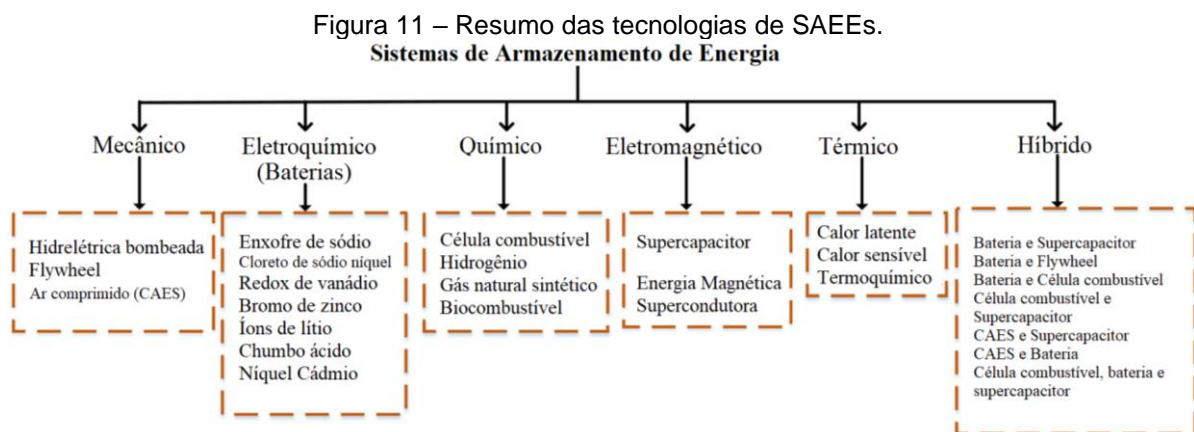 Figura 11 – Resumo das tecnologias de SAEEs.
Sistemas de Armazenamento de Energia
Mecânico
Eletroquímico
(Baterias)
Químico
Eletromagnético
Térmico
Híbrido
Hidrelétrica bombeada
Flywheel
Ar comprimido (CAES)
Enxofre de sódio
Cloreto de sódio níquel
Redox de vanádio
Bromo de zinco
Íons de lítio
Chumbo ácido
Níquel Cádmio
Célula combustível
Hidrogênio
Gás natural sintético
Biocombustível
Supercapacitor
Energia Magnética
Supercondutora
Calor latente
Calor sensível
Termoquímico
Bateria e Supercapacitor
Bateria e Flywheel
Bateria e Célula combustível
Célula combustível e
Supercapacitor
CAES e Supercapacitor
CAES e Bateria
Célula combustível, bateria e
supercapacitor